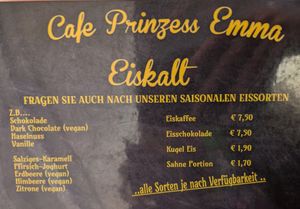 Cafe Prinzess Emma
Eiskalt
FRAGEN SIE AUCH NACH UNSEREN SAISONALEN EISSORTEN
z.B....
Schokolade
Dark Chocolate (vegan)
Haselnuss
Vanille
Salziges-Karamell
Pfirsich-Joghurt
Erdbeere (vegan)
Himbeere (vegan)
Zitrone (vegan)
Eiskaffee € 7,50
Eisschokolade € 7,50
Kugel Eis € 1,90
Sahne Portion € 1,70
..alle Sorten je nach Verfügbarkeit ..